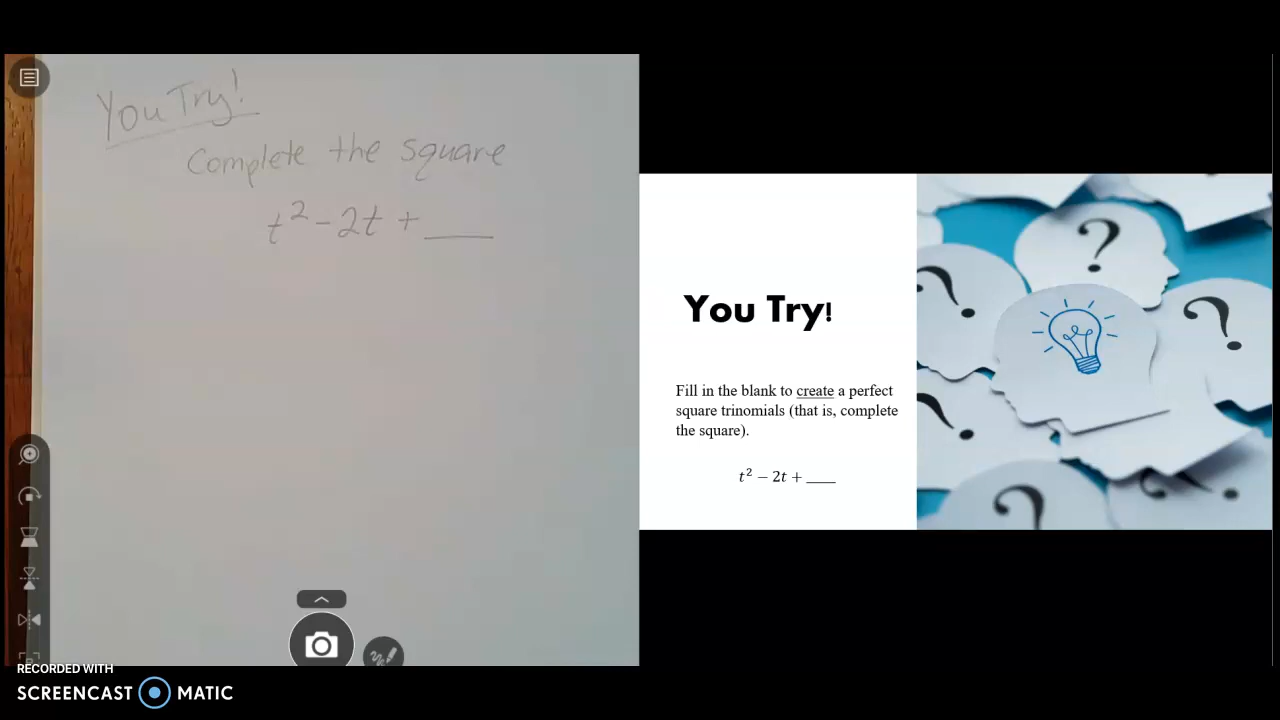 You Try!
Complete the square
t² - 2t + ___
You Try!
Fill in the blank to create a perfect
square trinomials (that is, complete
the square).
t² − 2t + ___
RECORDED WITH
SCREENCAST MATIC